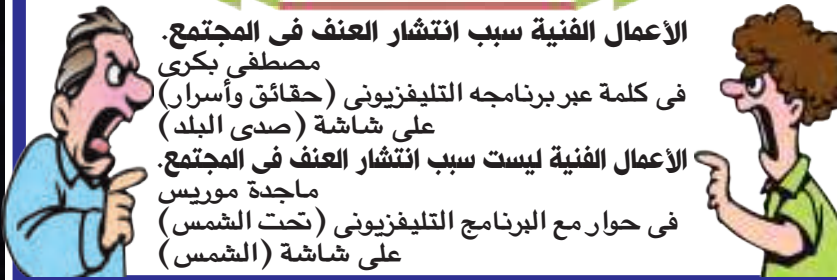 الأعمال الفنية سبب انتشار العنف فى المجتمع.
مصطفى بكرى
فى كلمة عبر برنامجه التليفزيونى (حقائق وأسرار)
على شاشة (صدى البلد)
الأعمال الفنية ليست سبب انتشار العنف فى المجتمع.
ماجدة موريس
فى حوار مع البرنامج التليفزيونى (تحت الشمس)
على شاشة (الشمس)